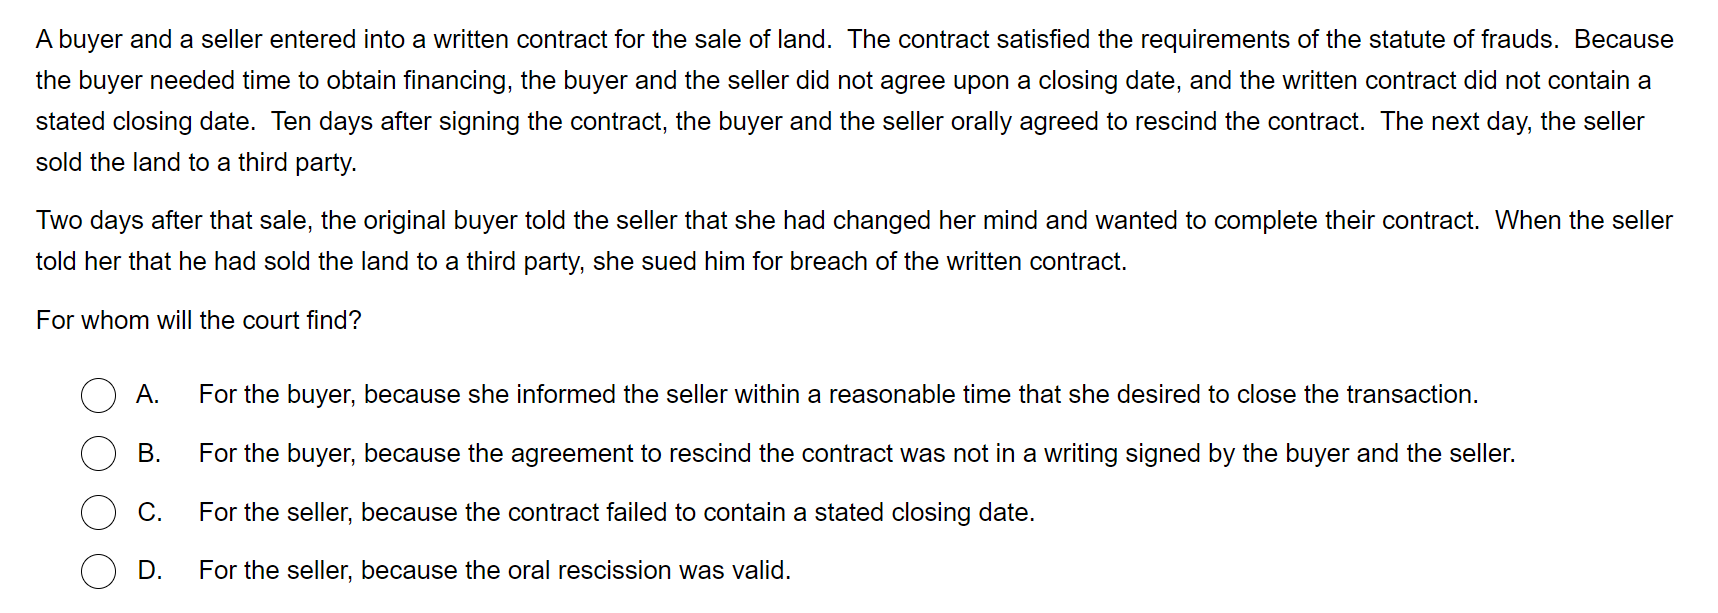 A buyer and a seller entered into a written contract for the sale of land.  The contract satisfied the requirements of the statute of frauds.  Because
the buyer needed time to obtain financing, the buyer and the seller did not agree upon a closing date, and the written contract did not contain a
stated closing date.  Ten days after signing the contract, the buyer and the seller orally agreed to rescind the contract.  The next day, the seller
sold the land to a third party.
Two days after that sale, the original buyer told the seller that she had changed her mind and wanted to complete their contract.  When the seller
told her that he had sold the land to a third party, she sued him for breach of the written contract.
For whom will the court find?
A. For the buyer, because she informed the seller within a reasonable time that she desired to close the transaction.
B. For the buyer, because the agreement to rescind the contract was not in a writing signed by the buyer and the seller.
C. For the seller, because the contract failed to contain a stated closing date.
D. For the seller, because the oral rescission was valid.